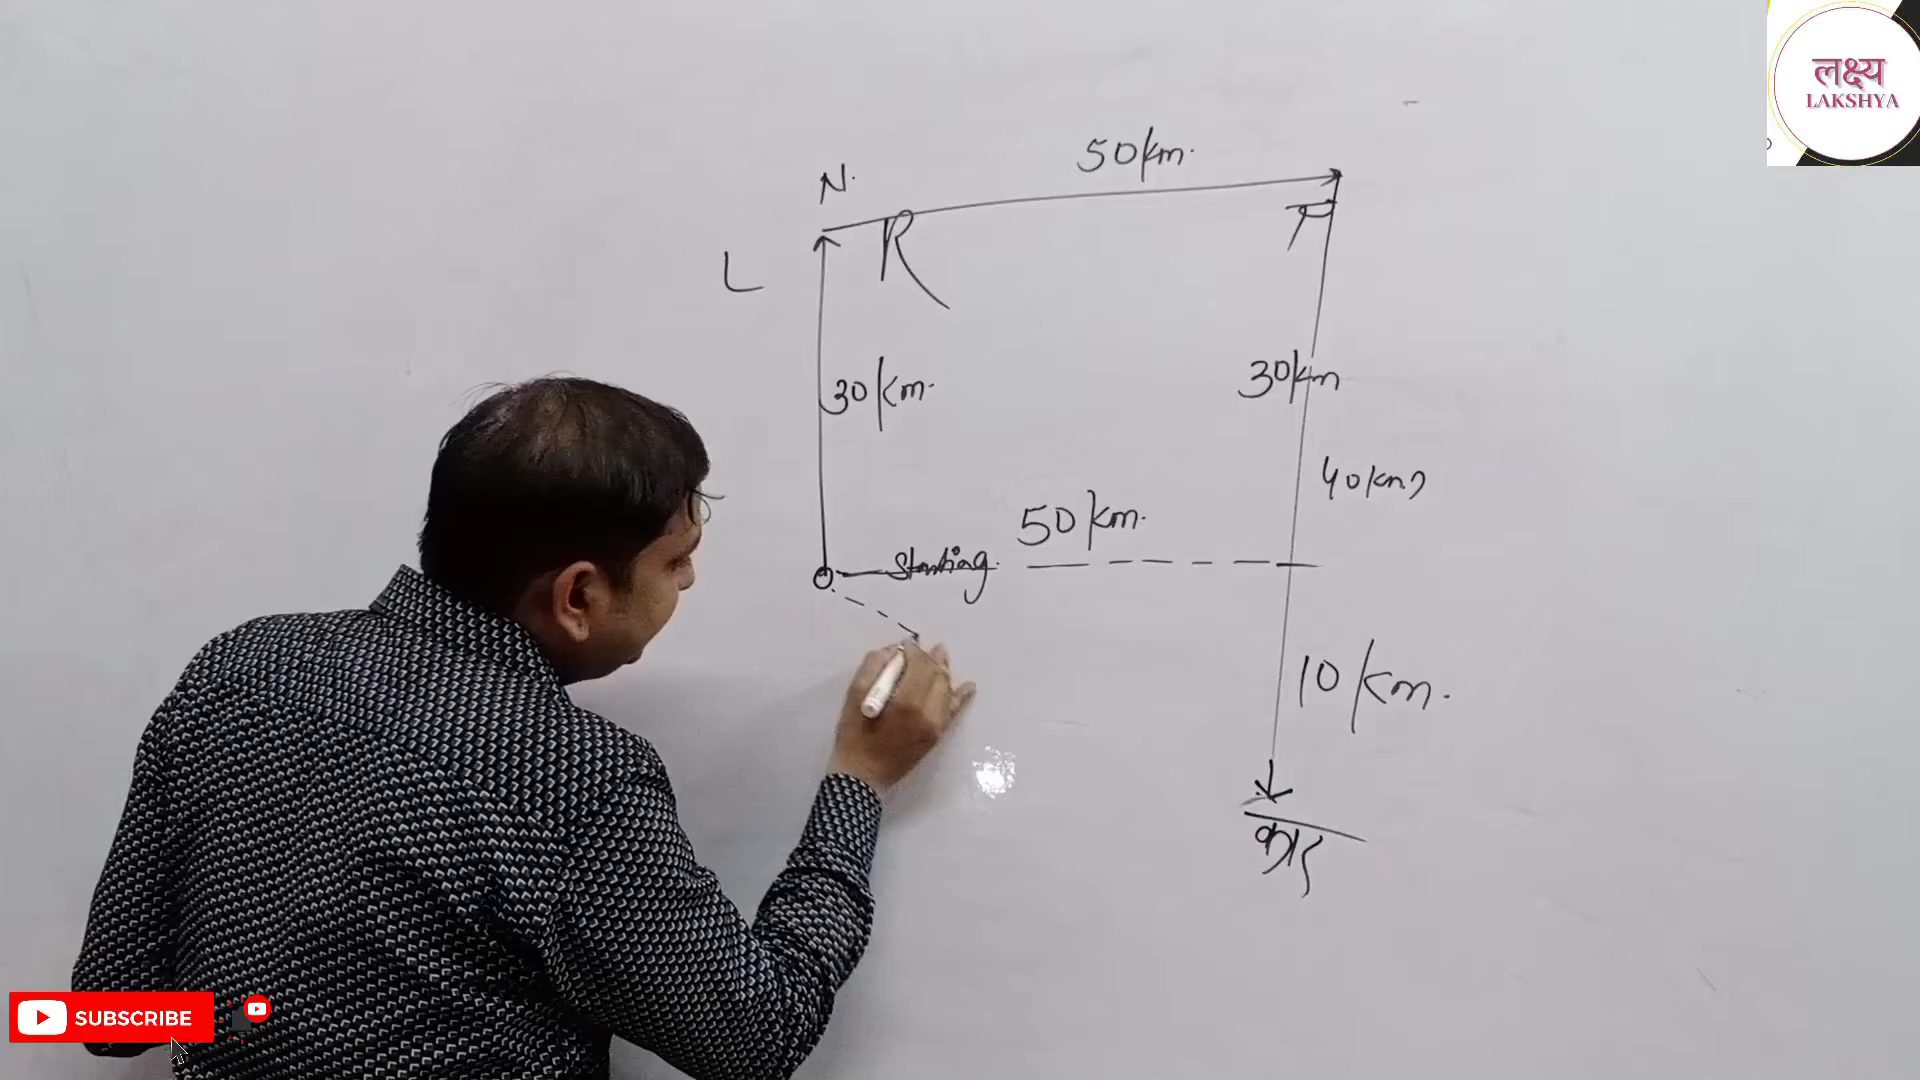 लक्ष्य
LAKSHYA
50km.
N.
R
L
30km.
30km
40km
50km.
Starting.
10km.
कार
SUBSCRIBE